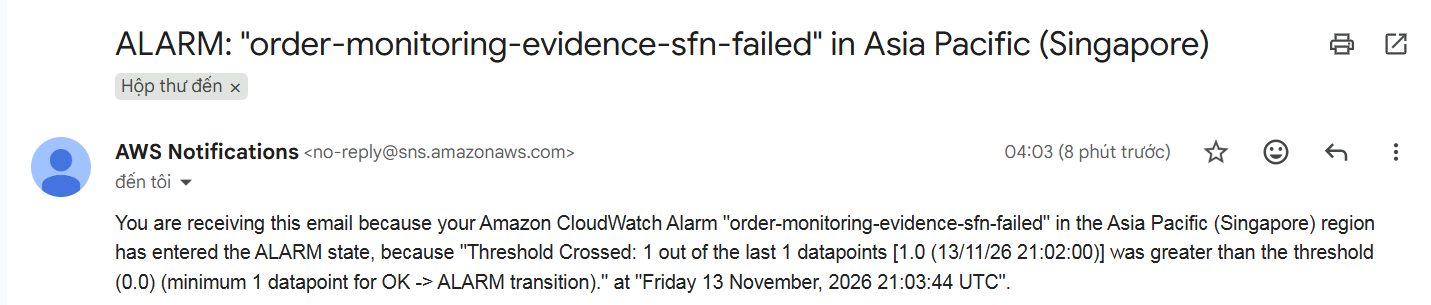 ALARM: "order-monitoring-evidence-sfn-failed" in Asia Pacific (Singapore)
Hộp thư đến ×
AWS Notifications <no-reply@sns.amazonaws.com>
04:03 (8 phút trước)
đến tôi
You are receiving this email because your Amazon CloudWatch Alarm "order-monitoring-evidence-sfn-failed" in the Asia Pacific (Singapore) region
has entered the ALARM state, because "Threshold Crossed: 1 out of the last 1 datapoints [1.0 (13/11/26 21:02:00)] was greater than the threshold
(0.0) (minimum 1 datapoint for OK -> ALARM transition)." at "Friday 13 November, 2026 21:03:44 UTC".